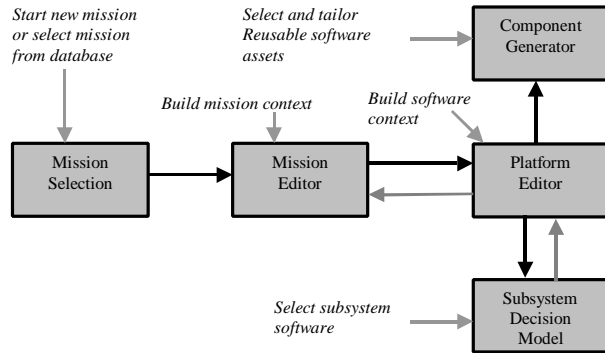 Start new mission
or select mission
from database
Select and tailor
Reusable software
assets
Component
Generator
Build mission context
Build software
context
Mission
Selection
Mission
Editor
Platform
Editor
Select subsystem
software
Subsystem
Decision
Model